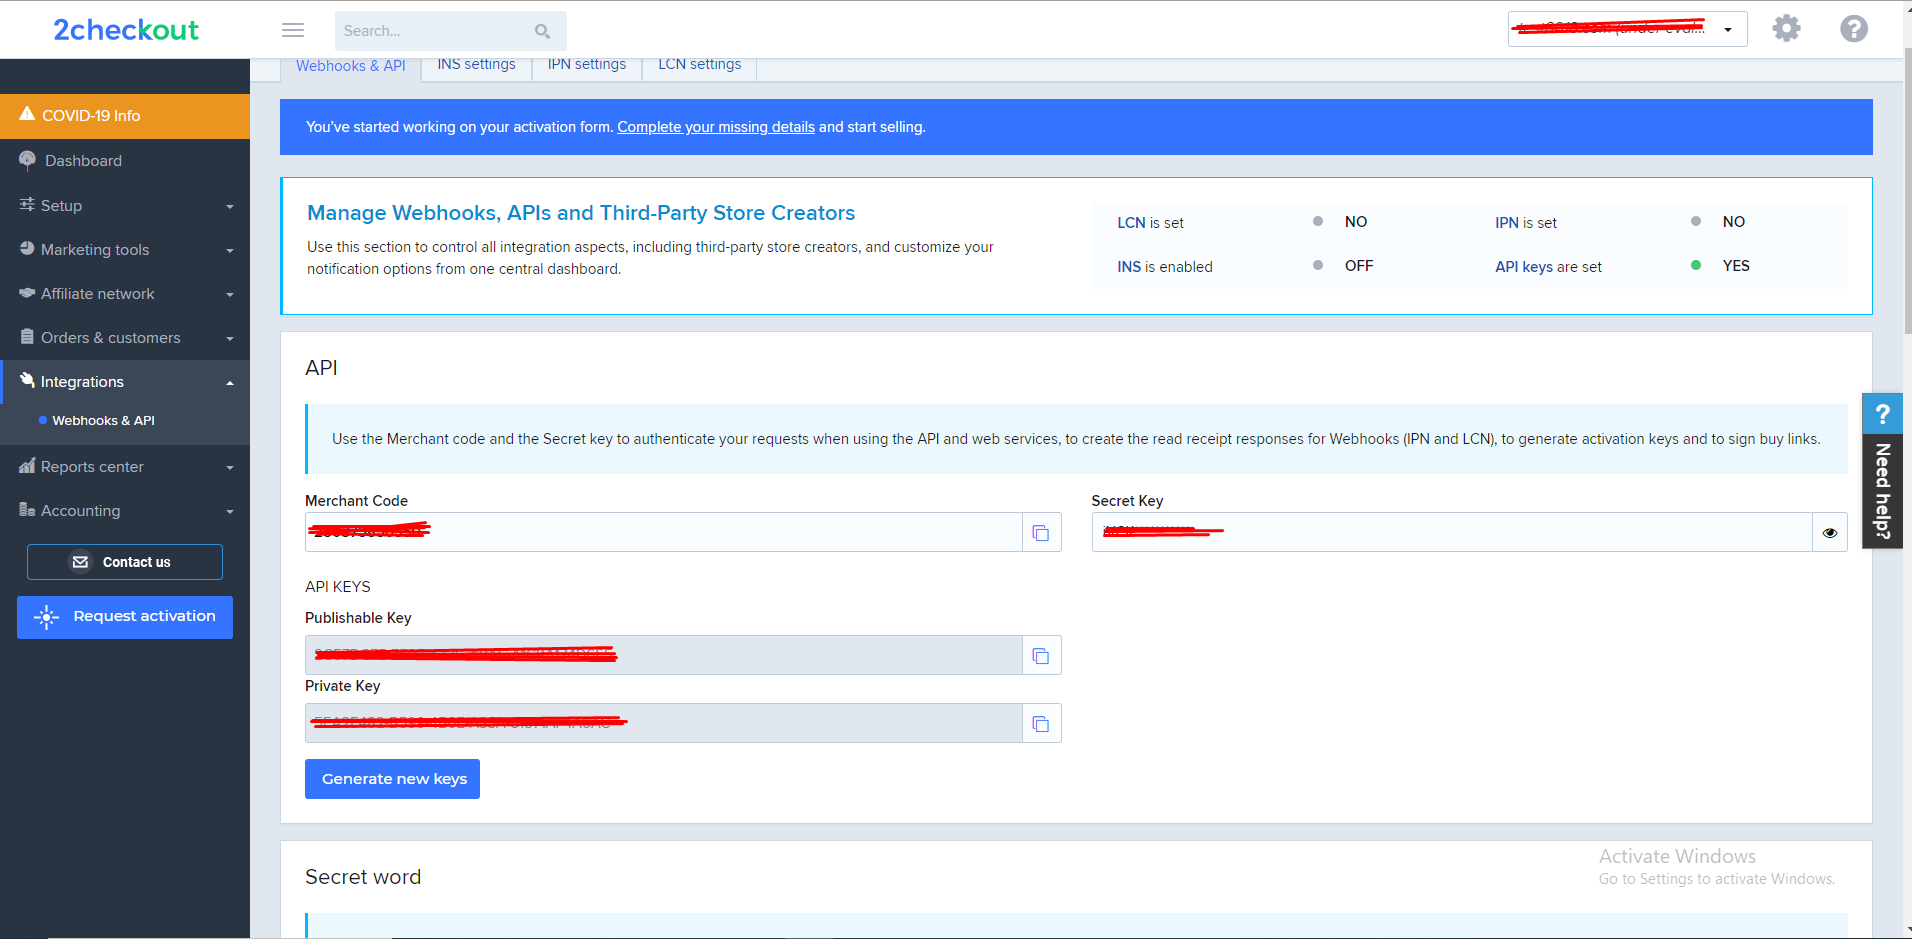 2checkout
Search...
Webhooks & API
INS settings
IPN settings
LCN settings
COVID-19 Info
Dashboard
Setup
Marketing tools
Affiliate network
Orders & customers
Integrations
Webhooks & API
Reports center
Accounting
Contact us
Request activation
You've started working on your activation form. Complete your missing details and start selling.
Manage Webhooks, APIs and Third-Party Store Creators
Use this section to control all integration aspects, including third-party store creators, and customize your
notification options from one central dashboard.
LCN is set NO IPN is set NO
INS is enabled OFF API keys are set YES
API
Use the Merchant code and the Secret key to authenticate your requests when using the API and web services, to create the read receipt responses for Webhooks (IPN and LCN), to generate activation keys and to sign buy links.
Merchant Code
Secret Key
API KEYS
Publishable Key
Private Key
Generate new keys
Secret word
? Need help?
Activate Windows
Go to Settings to activate Windows.